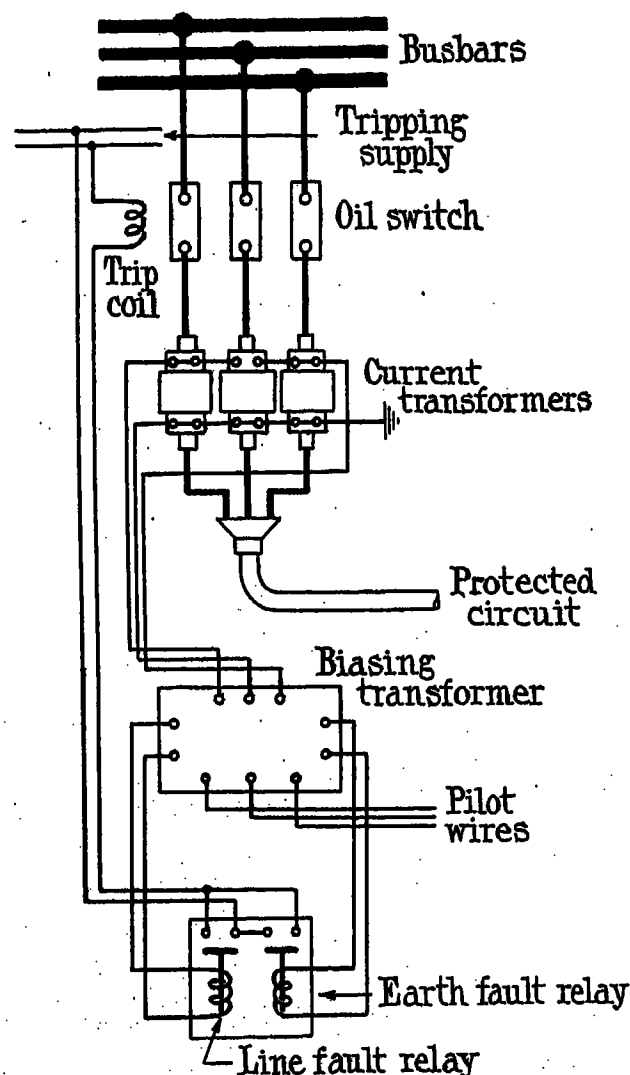 Busbars
Tripping
supply
Oil switch
Trip
coil
Current
transformers
Protected
circuit
Biasing
transformer
Pilot
wires
Earth fault relay
Line fault relay